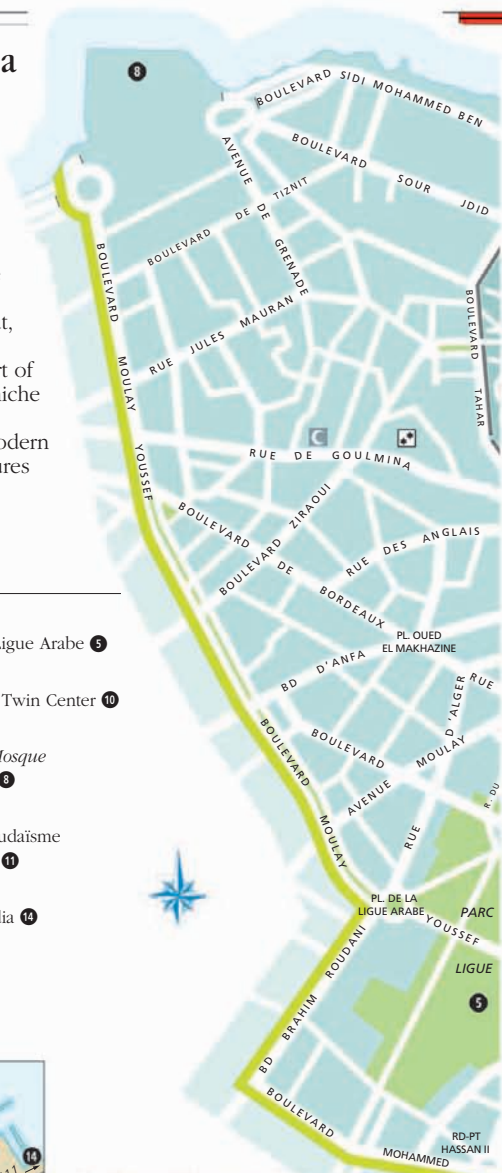 a
t,
rt of
niche
odern
ures
Ligue Arabe 5
Twin Center 10
Mosque
8
udaïsme
11
lia 14
8
BOULEVARD SIDI MOHAMMED BEN
BOULEVARD SOUR JDID
AVENUE DE GRENADE
BOULEVARD DE TIZNIT
BOULEVARD TAHAR
RUE JULES MAURAN
BOULEVARD MOULAY YOUSSEF
RUE DE GOULMINA
BOULEVARD ZIRAOUI
BOULEVARD DE BORDEAUX
RUE DES ANGLAIS
PL. OUED
EL MAKHAZINE
BD D'ANFA
RUE
D'ALGER
RUE
BOULEVARD
AVENUE MOULAY
R. DU
BOULEVARD MOULAY
YOUSSEF
PL. DE LA
LIGUE ARABE
PARC
LIGUE
5
BD BRAHIM ROUDANI
BOULEVARD
MOHAMMED
RD-PT
HASSAN II
14
11